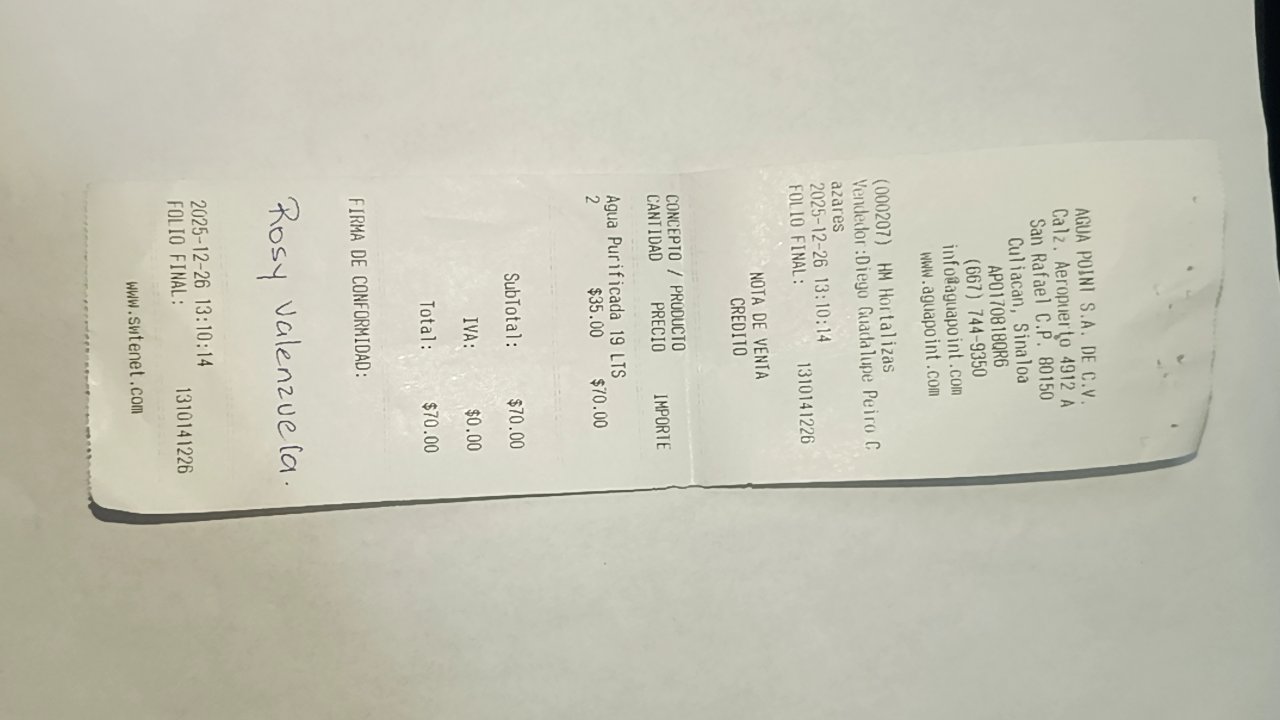 AGUA POINT S.A. DE C.V.
Calz. Aeropuerto 4912 A
San Rafael C.P. 80150
Culiacan, Sinaloa
APO170818QR6
(667) 744-9350
info@aguapoint.com
www.aguapoint.com
(000207) HM Hortalizas
Vendedor:Diego Guadalupe Peiro C
azares
2025-12-26 13:10:14
FOLIO FINAL: 1310141226
NOTA DE VENTA
CREDITO
CONCEPTO / PRODUCTO
CANTIDAD PRECIO IMPORTE
Agua Purificada 19 LTS
2 $35.00 $70.00
SubTotal: $70.00
IVA: $0.00
Total: $70.00
FIRMA DE CONFORMIDAD:
Rosy Valenzuela.
2025-12-26 13:10:14
FOLIO FINAL: 1310141226
www.swtenet.com